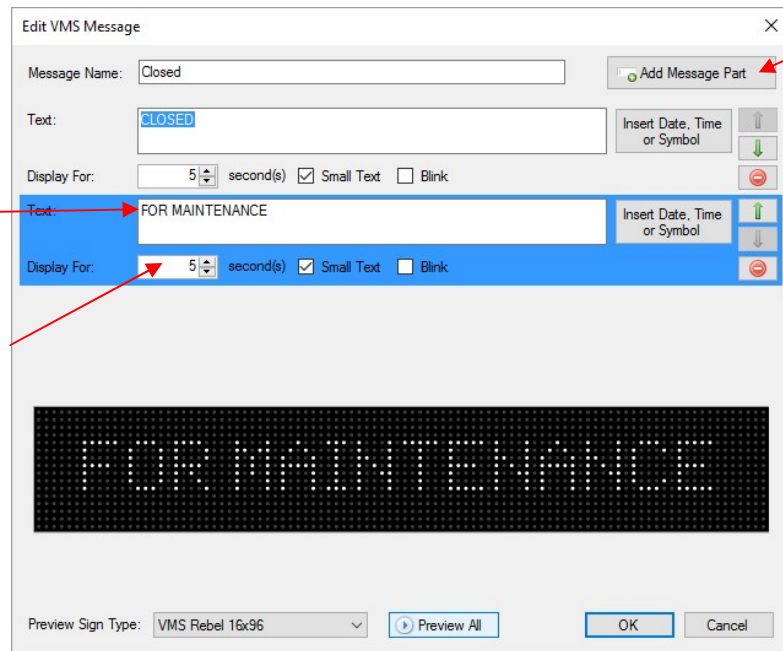 Edit VMS Message
Message Name: Closed Add Message Part
Text: CLOSED Insert Date, Time
or Symbol
Display For: 5 second(s) Small Text Blink
Text: FOR MAINTENANCE Insert Date, Time
or Symbol
Display For: 5 second(s) Small Text Blink
FOR MAINTENANCE
Preview Sign Type: VMS Rebel 16x96 Preview All OK Cancel